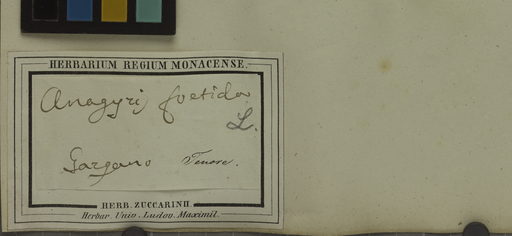 HERBARIUM REGIUM MONACENSE.
Anagyris foetida
L.
Gargano Tenore.
HERB. ZUCCARINII.
Herbar. Univ. Ludov. Maximil.